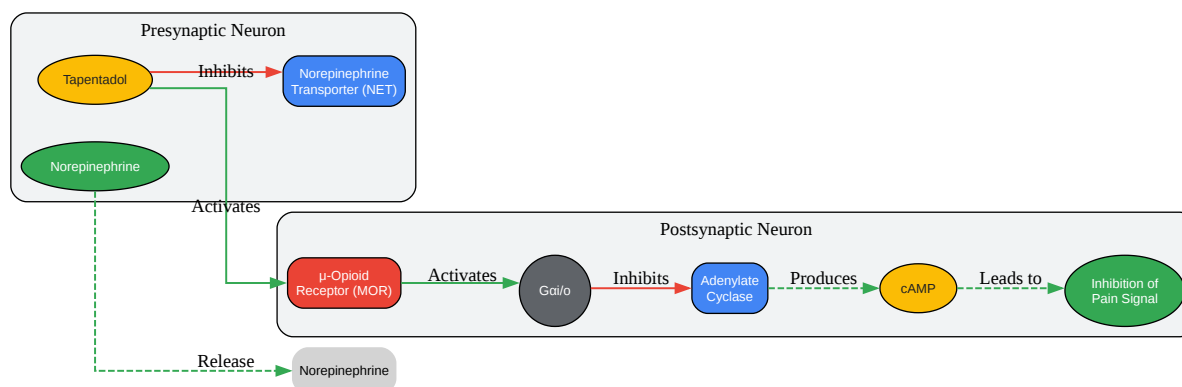 Presynaptic Neuron
Tapentadol
Inhibits
Norepinephrine
Transporter (NET)
Norepinephrine
Activates
Postsynaptic Neuron
μ-Opioid
Receptor (MOR)
Activates
Gαi/o
Inhibits
Adenylate
Cyclase
Produces
cAMP
Leads to
Inhibition of
Pain Signal
Release
Norepinephrine